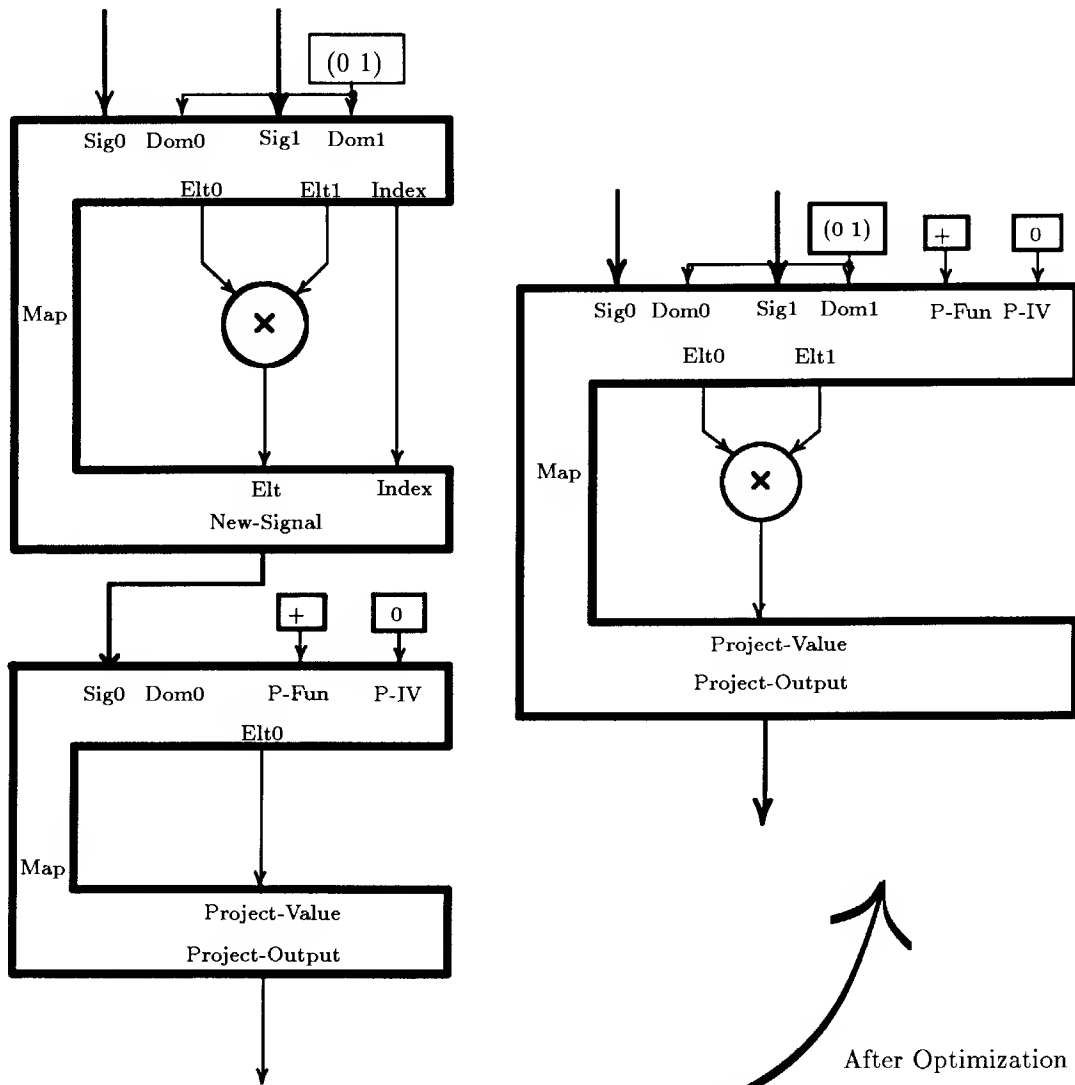 (0 1)
Sig0 Dom0 Sig1 Dom1
Elt0 Elt1 Index
Map
×
Elt Index
New-Signal
+ 0
Sig0 Dom0 P-Fun P-IV
Elt0
Map
Project-Value
Project-Output
(0 1) + 0
Sig0 Dom0 Sig1 Dom1 P-Fun P-IV
Elt0 Elt1
Map
×
Project-Value
Project-Output
After Optimization